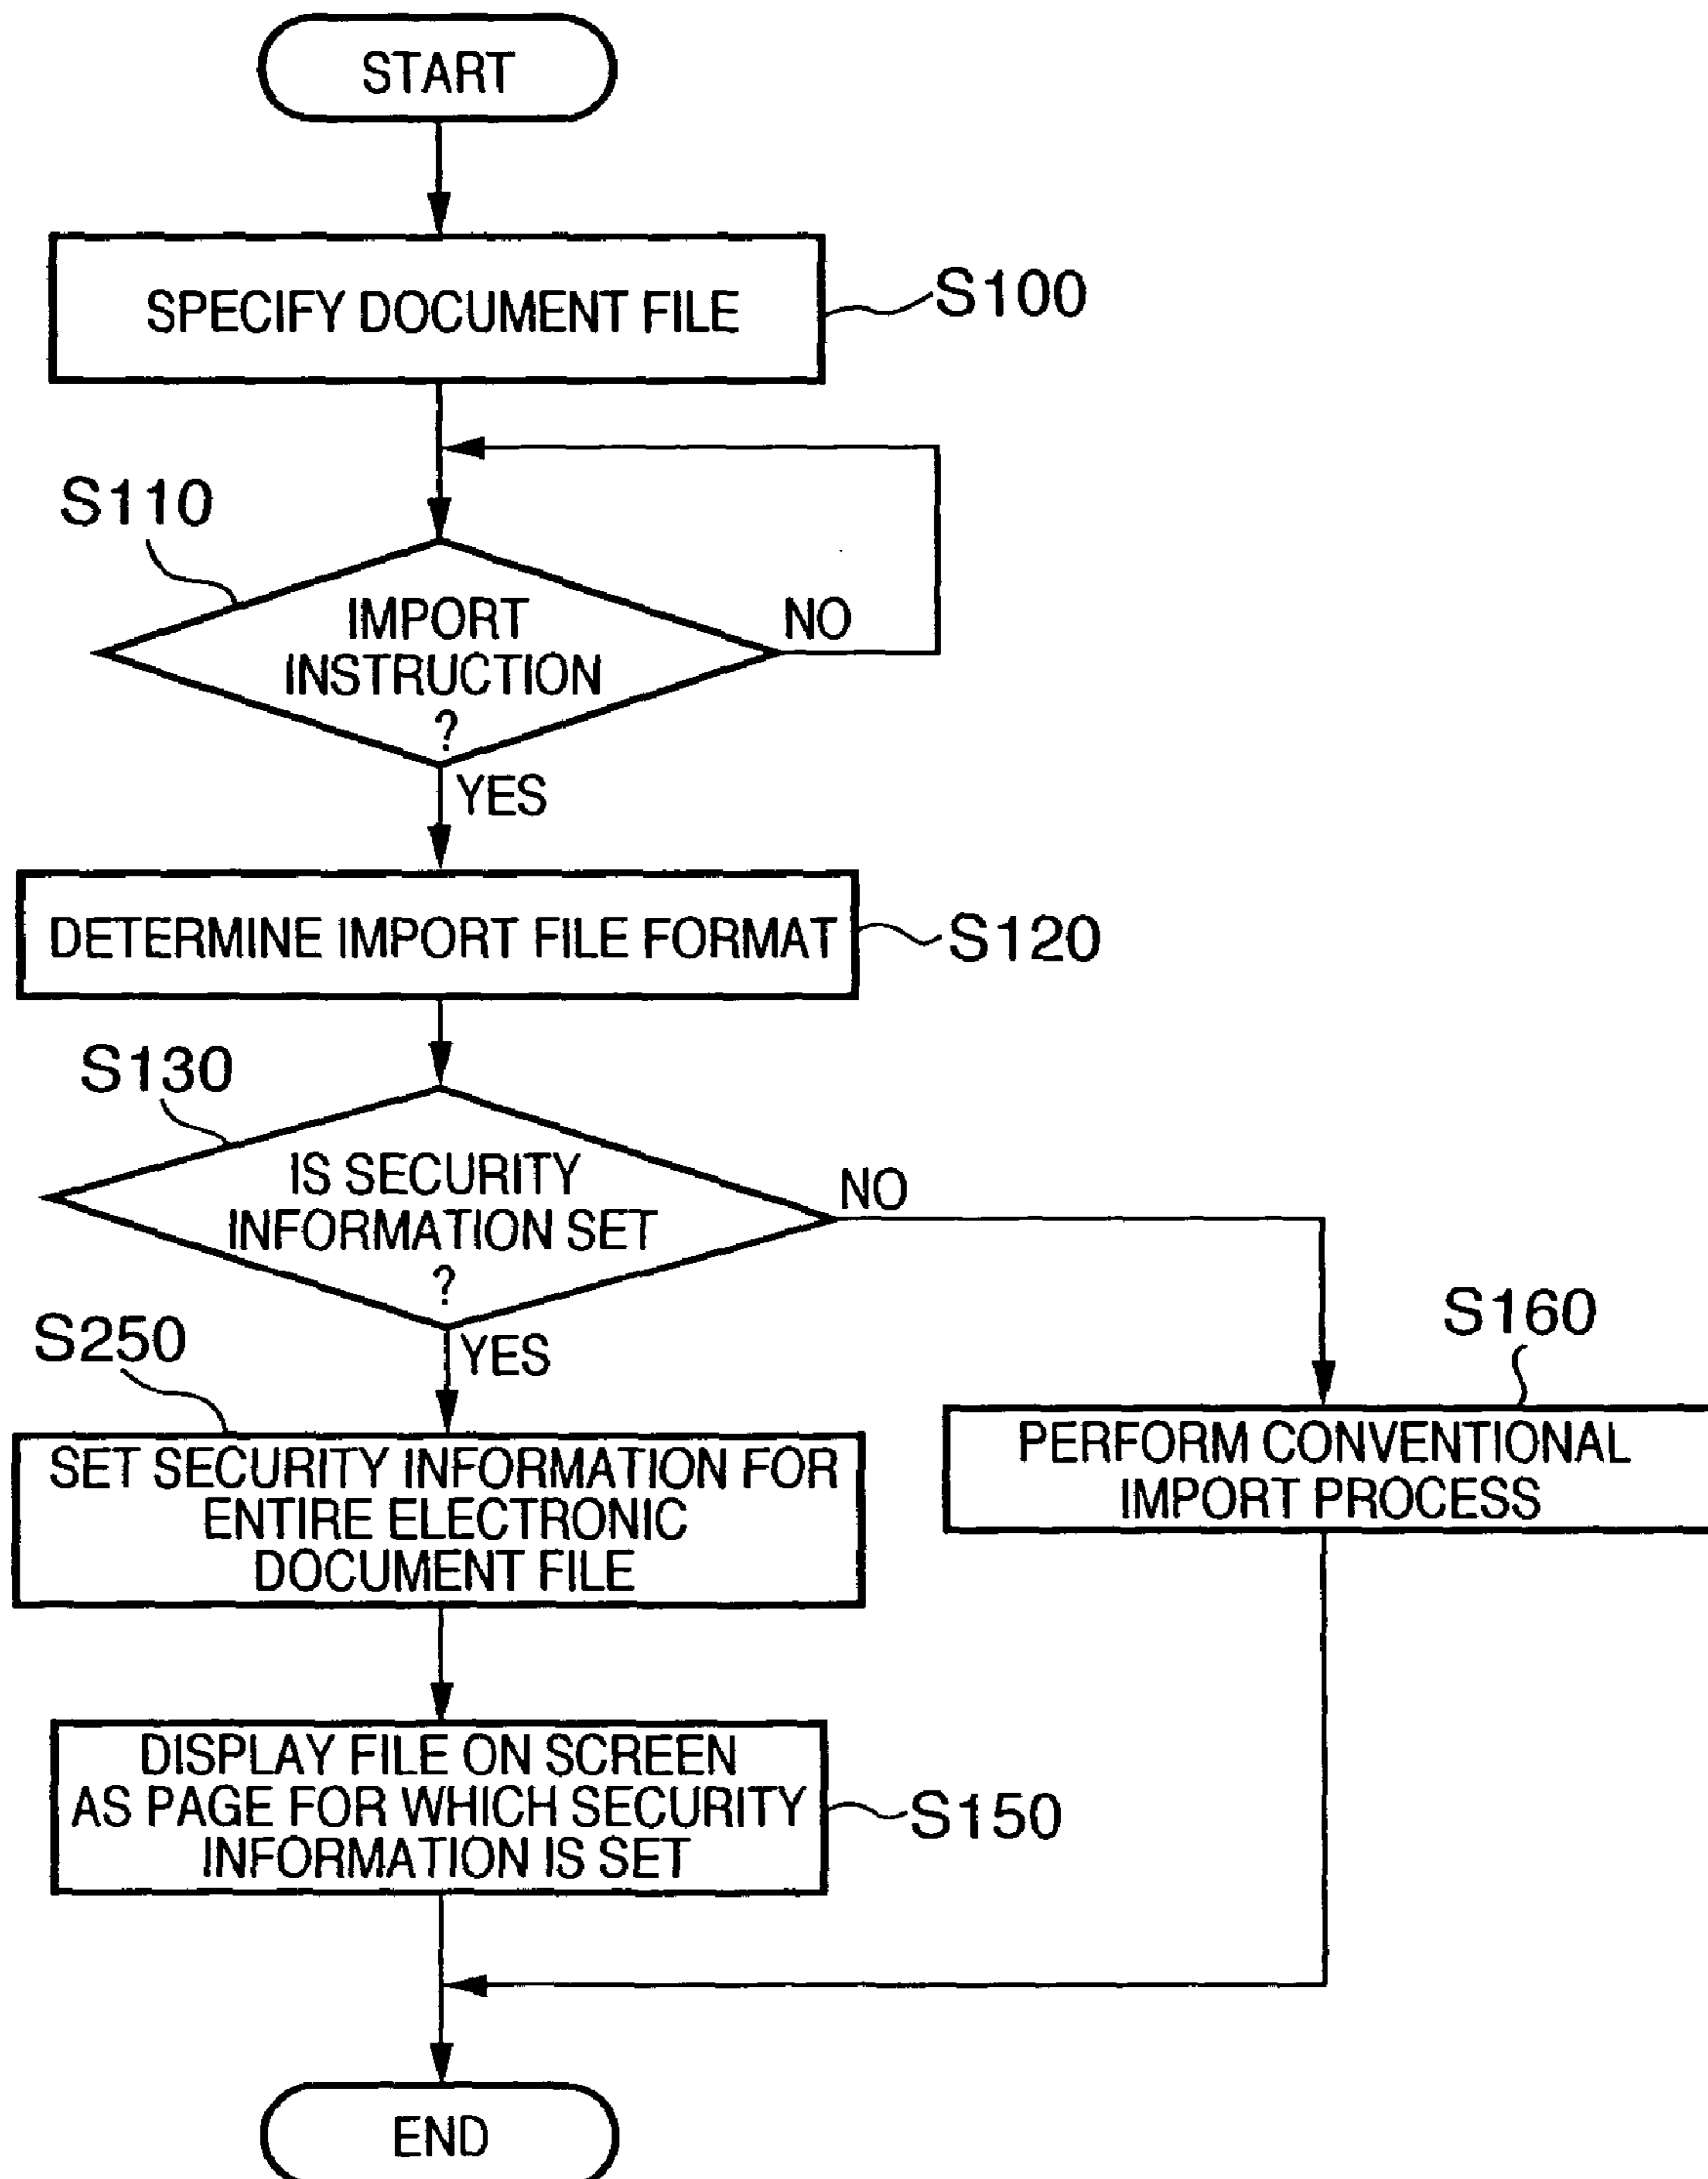 START
SPECIFY DOCUMENT FILE
S100
S110
IMPORT
INSTRUCTION
?
NO
YES
DETERMINE IMPORT FILE FORMAT
S120
S130
IS SECURITY
INFORMATION SET
?
NO
YES
S250
SET SECURITY INFORMATION FOR
ENTIRE ELECTRONIC
DOCUMENT FILE
S160
PERFORM CONVENTIONAL
IMPORT PROCESS
DISPLAY FILE ON SCREEN
AS PAGE FOR WHICH SECURITY
INFORMATION IS SET
S150
END